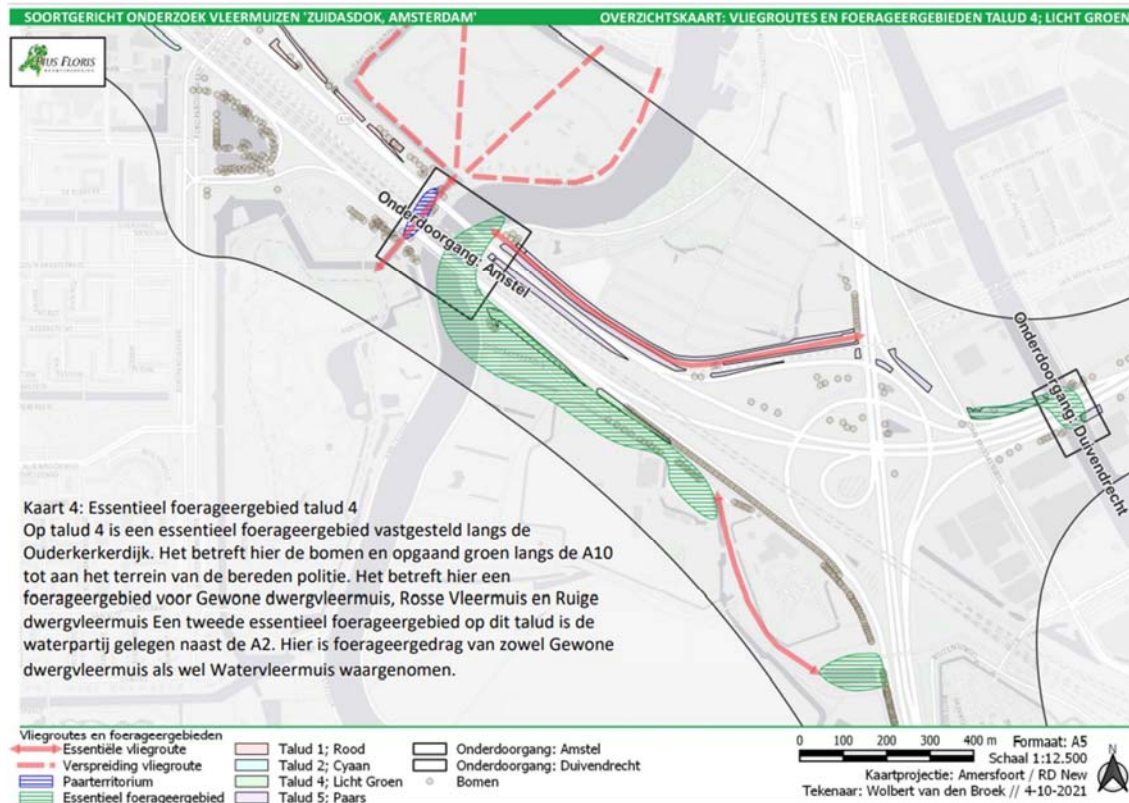 SOORTGERICHT ONDERZOEK VLEERMUIZEN 'ZUIDASDOK, AMSTERDAM'
OVERZICHTSKAART: VLIEGROUTES EN FOERAGEERGEBIEDEN TALUD 4; LICHT GROEN
PIUS FLORIS
Onderdoorgang: Amstel
Onderdoorgang: Duivendrecht
Kaart 4: Essentieel foerageergebied talud 4
Op talud 4 is een essentieel foerageergebied vastgesteld langs de
Ouderkerkerdijk. Het betreft hier de bomen en opgaand groen langs de A10
tot aan het terrein van de bereden politie. Het betreft hier een
foerageergebied voor Gewone dwergvleermuis, Rosse Vleermuis en Ruige
dwergvleermuis Een tweede essentieel foerageergebied op dit talud is de
waterpartij gelegen naast de A2. Hier is foerageergedrag van zowel Gewone
dwergvleermuis als wel Watervleermuis waargenomen.
Vliegroutes en foerageergebieden
Essentiële vliegroute
Verspreiding vliegroute
Paarterritorium
Essentieel foerageergebied
Talud 1; Rood
Talud 2; Cyaan
Talud 4; Licht Groen
Talud 5; Paars
Onderdoorgang: Amstel
Onderdoorgang: Duivendrecht
Bomen
0 100 200 300 400 m
Formaat: A5
Schaal 1:12.500
Kaartprojectie: Amersfoort / RD New
Tekenaar: Wolbert van den Broek // 4-10-2021
N